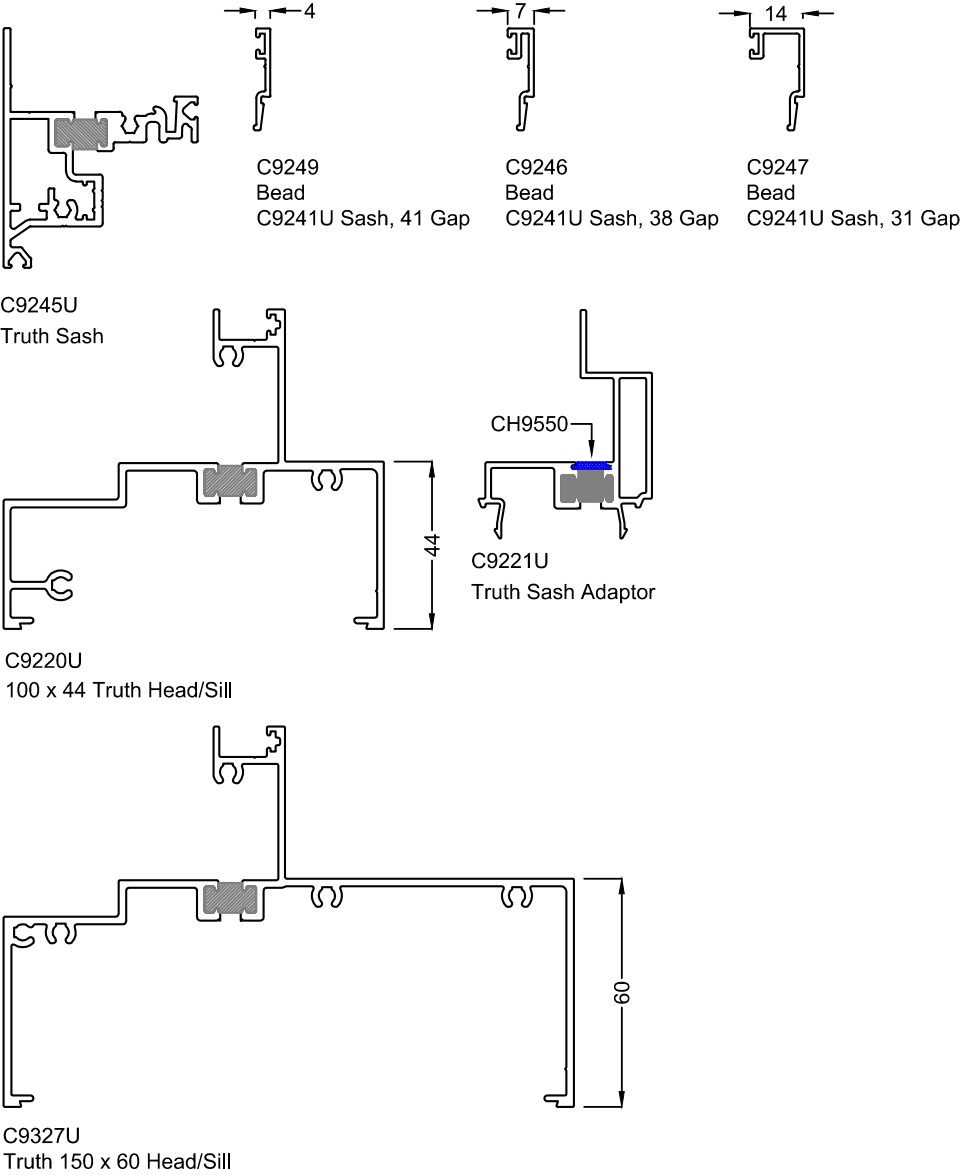 4
7
14
C9249
Bead
C9241U Sash, 41 Gap
C9246
Bead
C9241U Sash, 38 Gap
C9247
Bead
C9241U Sash, 31 Gap
C9245U
Truth Sash
CH9550
44
C9221U
Truth Sash Adaptor
C9220U
100 x 44 Truth Head/Sill
60
C9327U
Truth 150 x 60 Head/Sill